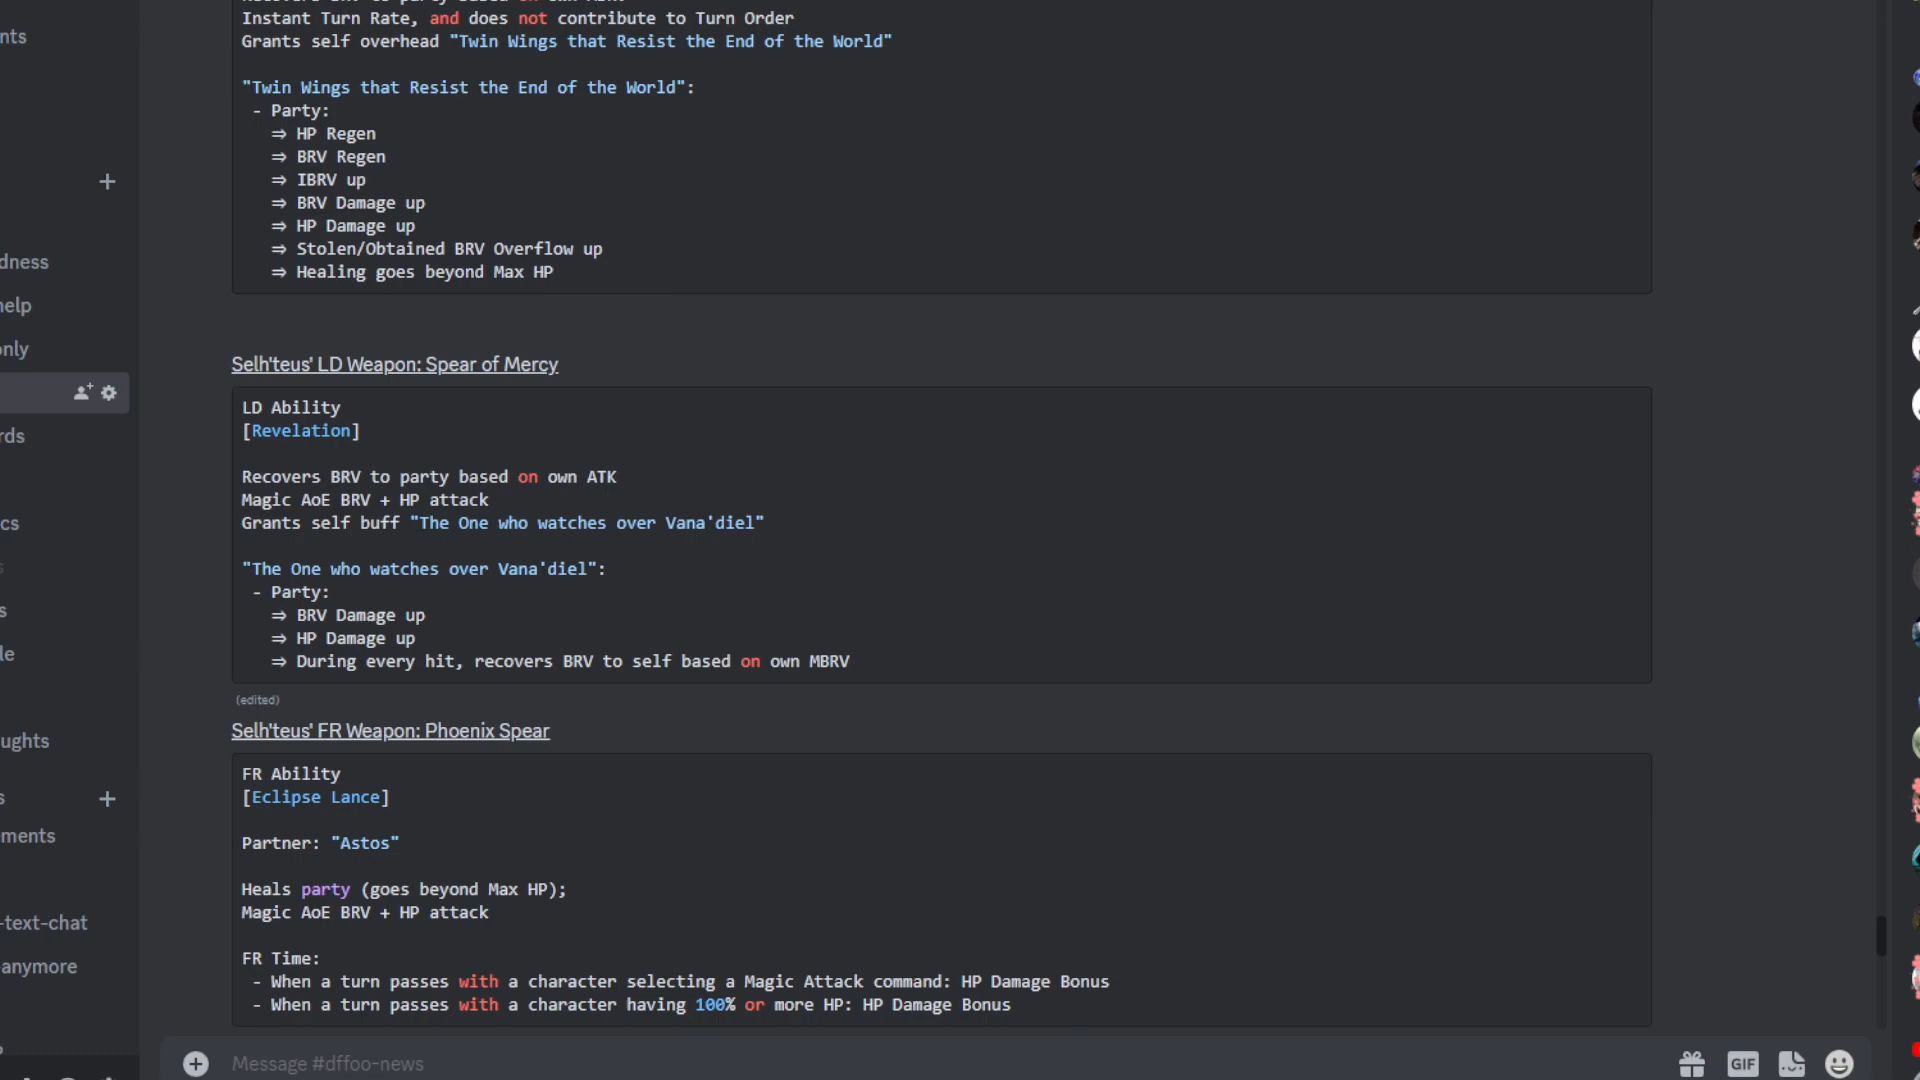 Instant Turn Rate, and does not contribute to Turn Order
Grants self overhead "Twin Wings that Resist the End of the World"
"Twin Wings that Resist the End of the World":
- Party:
⇒ HP Regen
⇒ BRV Regen
⇒ IBRV up
⇒ BRV Damage up
⇒ HP Damage up
⇒ Stolen/Obtained BRV Overflow up
⇒ Healing goes beyond Max HP
Selh'teus' LD Weapon: Spear of Mercy
LD Ability
[Revelation]
Recovers BRV to party based on own ATK
Magic AoE BRV + HP attack
Grants self buff "The One who watches over Vana'diel"
"The One who watches over Vana'diel":
- Party:
⇒ BRV Damage up
⇒ HP Damage up
⇒ During every hit, recovers BRV to self based on own MBRV
(edited)
Selh'teus' FR Weapon: Phoenix Spear
FR Ability
[Eclipse Lance]
Partner: "Astos"
Heals party (goes beyond Max HP);
Magic AoE BRV + HP attack
FR Time:
- When a turn passes with a character selecting a Magic Attack command: HP Damage Bonus
- When a turn passes with a character having 100% or more HP: HP Damage Bonus
Message #dffoo-news
GIF
nts
dness
help
only
rds
cs
s
le
ughts
s
ments
-text-chat
anymore